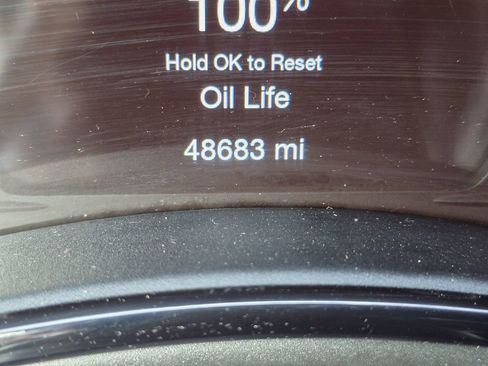 100%
Hold OK to Reset
Oil Life
48683 mi